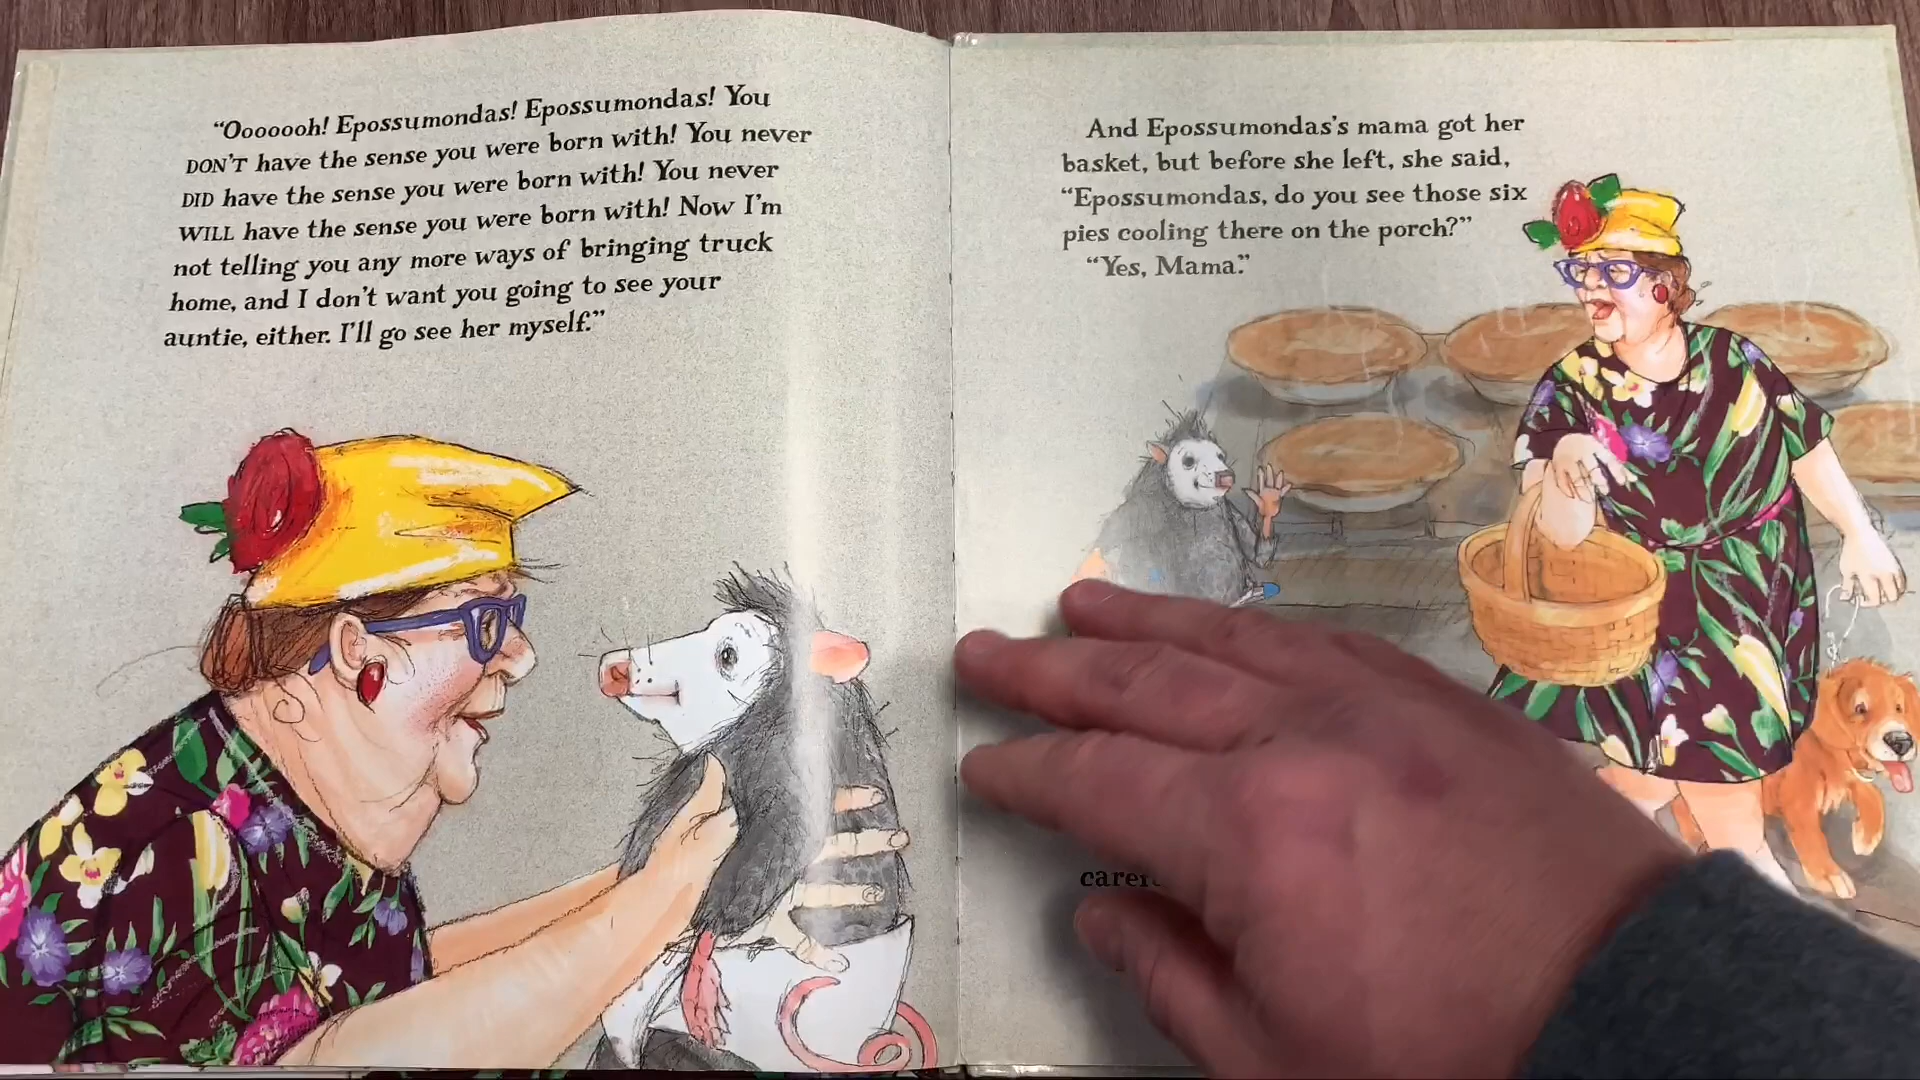 “Ooooooh! Epossumondas! Epossumondas! You
DON’T have the sense you were born with! You never
DID have the sense you were born with! You never
WILL have the sense you were born with! Now I’m
not telling you any more ways of bringing truck
home, and I don’t want you going to see your
auntie, either. I’ll go see her myself.”
And Epossumondas’s mama got her
basket, but before she left, she said,
“Epossumondas, do you see those six
pies cooling there on the porch?”
“Yes, Mama.”